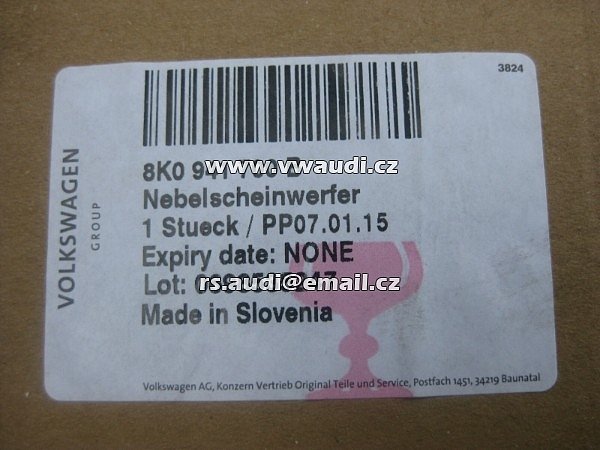 3824
VOLKSWAGEN
GROUP
8K0
www.vwaudi.cz
Nebelscheinwerfer
1 Stueck / PP07.01.15
Expiry date: NONE
Lot:
rs.audi@email.cz
Made in Slovenia
Volkswagen AG, Konzern Vertrieb Original Teile und Service, Postfach 1451, 34219 Baunatal